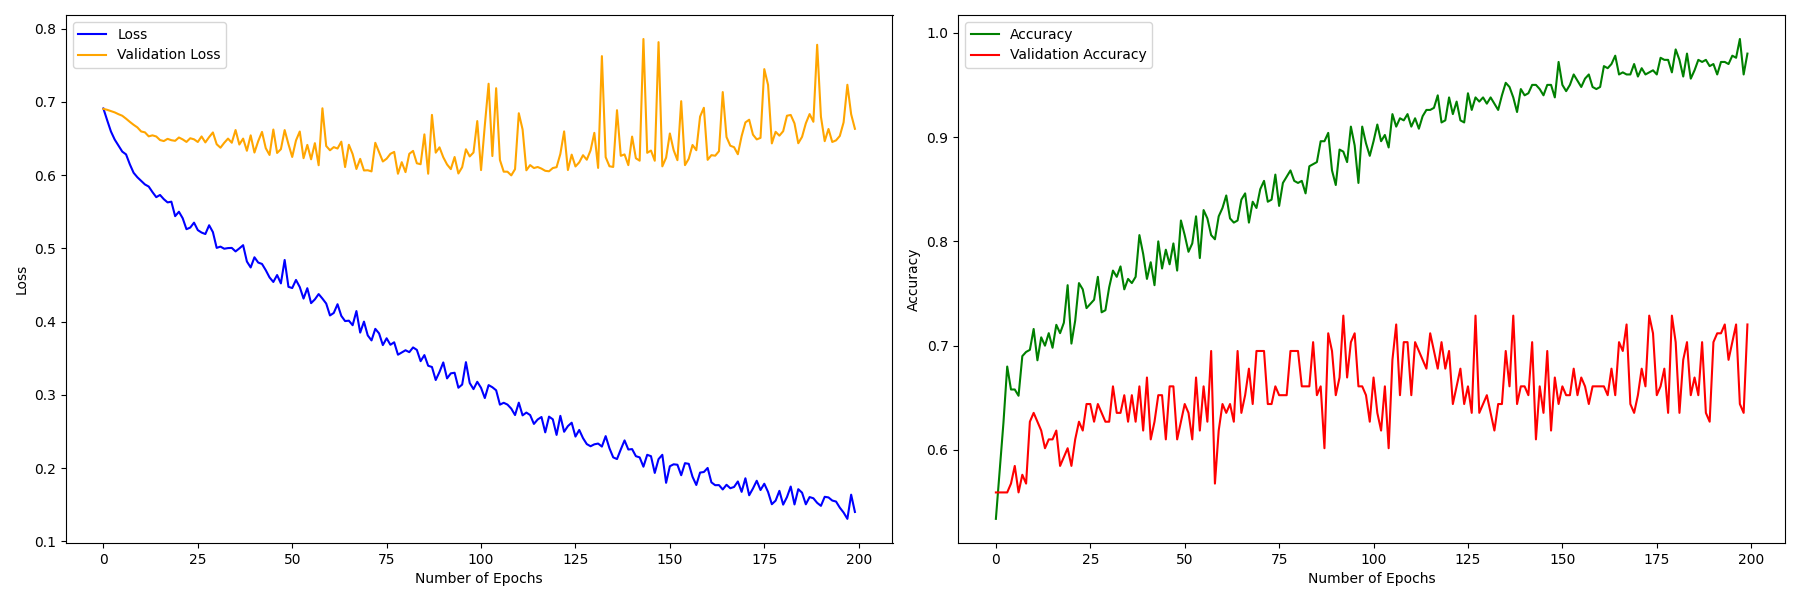 Loss
Validation Loss
0.8
0.7
0.6
0.5
0.4
0.3
0.2
0.1
Loss
0 25 50 75 100 125 150 175 200
Number of Epochs
Accuracy
Validation Accuracy
1.0
0.9
0.8
0.7
0.6
Accuracy
0 25 50 75 100 125 150 175 200
Number of Epochs